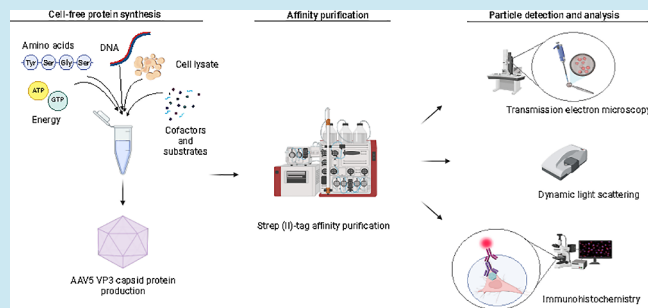 Cell-free protein synthesis
Amino acids
DNA
Tyr Ser Gly Ser
Cell lysate
ATP
GTP
Energy
Cofactors
and
substrates
AAV5 VP3 capsid protein
production
Affinity purification
Strep (II)-tag affinity purification
Particle detection and analysis
Transmission electron microscopy
Dynamic light scattering
Immunohistochemistry